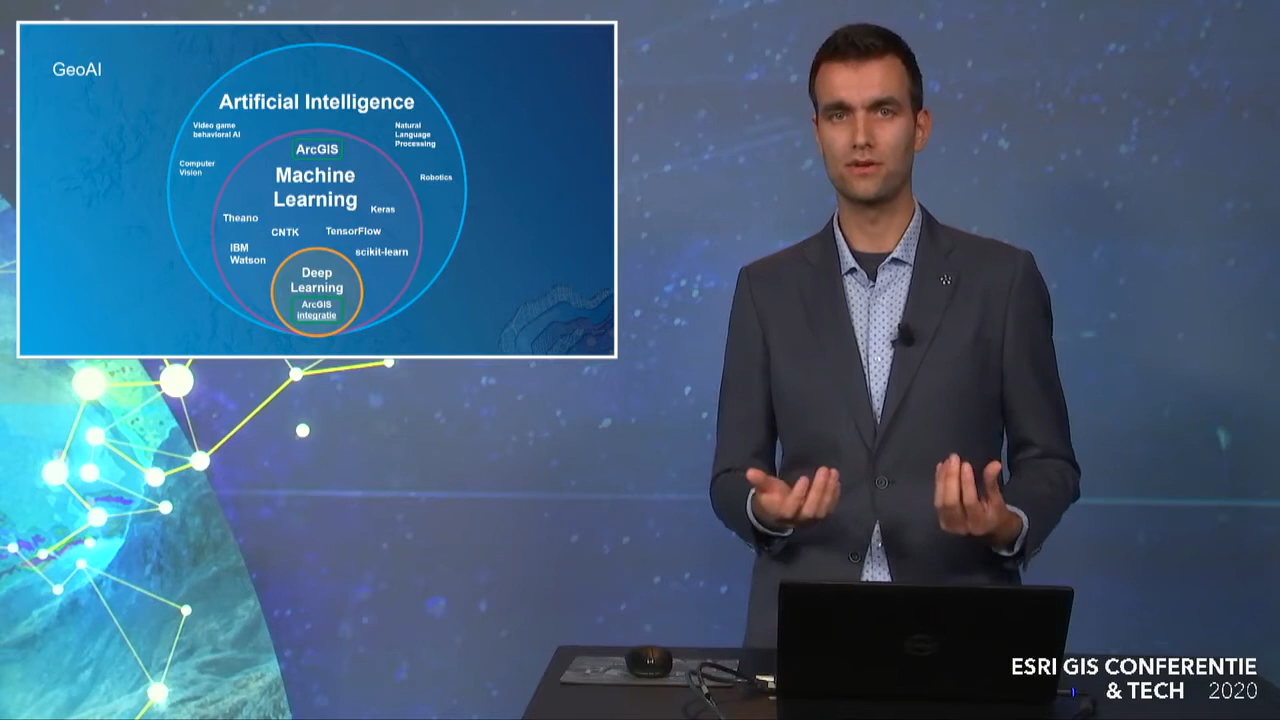 GeoAI
Artificial Intelligence
Video game
behavioral AI
Natural
Language
Processing
ArcGIS
Computer
Vision
Machine
Learning
Robotics
Keras
Theano
CNTK
TensorFlow
IBM
Watson
scikit-learn
Deep
Learning
ArcGIS
integratie
ESRI GIS CONFERENTIE
& TECH 2020